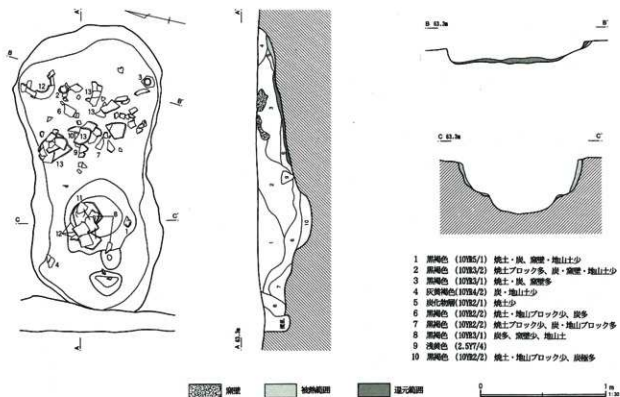 A'
B
B'
C
C'
A
A'
A 63.3m
B 63.3m
B'
C 63.3m
C'
1 黒褐色 (10YR5/1) 焼土・炭、窯壁・地山土少
2 黒褐色 (10YR3/2) 焼土ブロック多、炭・窯壁・地山土少
3 黒褐色 (10YR3/1) 焼土・炭、窯壁多
4 灰黄褐色(10YR4/2) 炭・地山土少
5 炭化物層(10YR2/1) 焼土少
6 黒褐色 (10YR2/2) 焼土・地山ブロック少、炭多
7 黒褐色 (10YR2/2) 焼土ブロック少、炭・地山ブロック多
8 黒褐色 (10YR3/1) 炭多、窯壁少、地山土
9 浅黄色 (2.5Y7/4)
10 黒褐色 (10YR2/2) 焼土・地山ブロック少、炭極多
窯壁
被熱範囲
還元範囲
0 1m
1:30